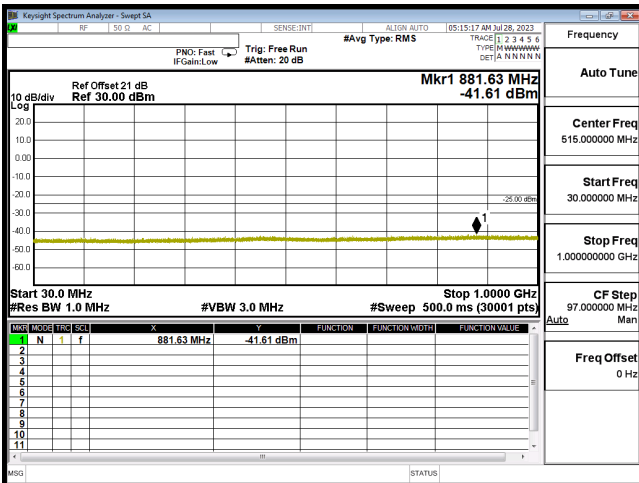 Keysight Spectrum Analyzer - Swept SA
RF 50 Ω AC SENSE:INT ALIGN AUTO 05:15:17 AM Jul 28, 2023
PNO: Fast
IFGain:Low
Trig: Free Run
#Atten: 20 dB
#Avg Type: RMS
TRACE 1 2 3 4 5 6
TYPE M WWWWW
DET A N N N N N
Frequency
Auto Tune
Center Freq
515.000000 MHz
Start Freq
30.000000 MHz
Stop Freq
1.000000000 GHz
CF Step
97.000000 MHz
Auto Man
Freq Offset
0 Hz
Ref Offset 21 dB
Ref 30.00 dBm
10 dB/div
Log
Mkr1 881.63 MHz
-41.61 dBm
20.0
10.0
0.00
-10.0
-20.0
-30.0
-40.0
-50.0
-60.0
-25.00 dBm
1
Start 30.0 MHz
#Res BW 1.0 MHz
#VBW 3.0 MHz
Stop 1.0000 GHz
#Sweep 500.0 ms (30001 pts)
MKR MODE TRC SCL X Y FUNCTION FUNCTION WIDTH FUNCTION VALUE
1 N 1 f 881.63 MHz -41.61 dBm
2
3
4
5
6
7
8
9
10
11
MSG STATUS